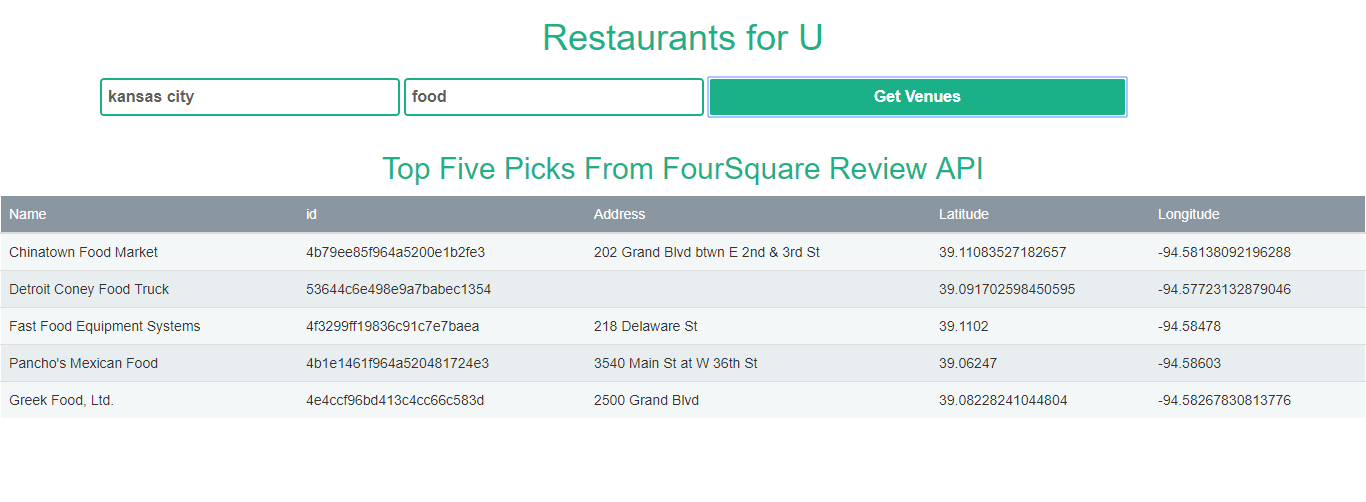 Restaurants for U
kansas city food Get Venues
Top Five Picks From FourSquare Review API
Name id Address Latitude Longitude
Chinatown Food Market 4b79ee85f964a5200e1b2fe3 202 Grand Blvd btwn E 2nd & 3rd St 39.11083527182657 -94.58138092196288
Detroit Coney Food Truck 53644c6e498e9a7babec1354 39.091702598450595 -94.57723132879046
Fast Food Equipment Systems 4f3299ff19836c91c7e7baea 218 Delaware St 39.1102 -94.58478
Pancho's Mexican Food 4b1e1461f964a520481724e3 3540 Main St at W 36th St 39.06247 -94.58603
Greek Food, Ltd. 4e4ccf96bd413c4cc66c583d 2500 Grand Blvd 39.08228241044804 -94.58267830813776